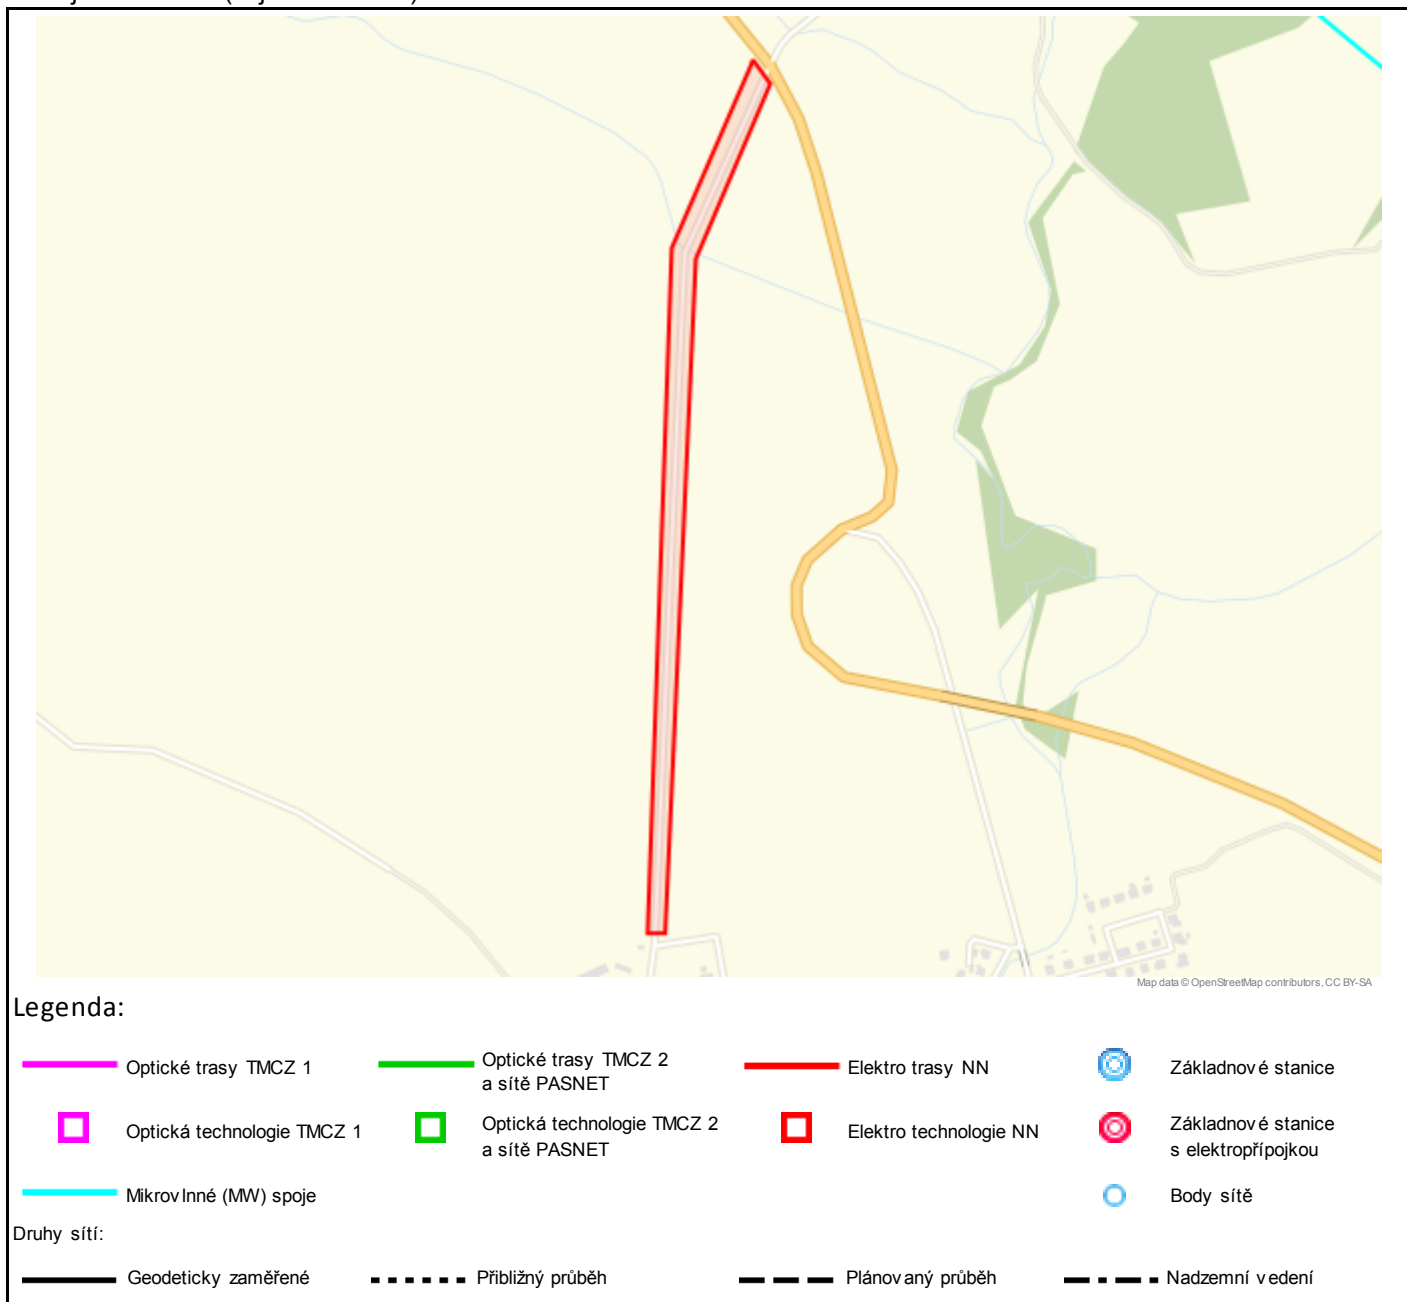 Map data © OpenStreetMap contributors, CC BY-SA
Legenda:
Optické trasy TMCZ 1
Optické trasy TMCZ 2
a sítě PASNET
Elektro trasy NN
Základnové stanice
Optická technologie TMCZ 1
Optická technologie TMCZ 2
a sítě PASNET
Elektro technologie NN
Základnové stanice
s elektropřípojkou
Mikrovlnné (MW) spoje
Body sítě
Druhy sítí:
Geodeticky zaměřené
Přibližný průběh
Plánovaný průběh
Nadzemní vedení